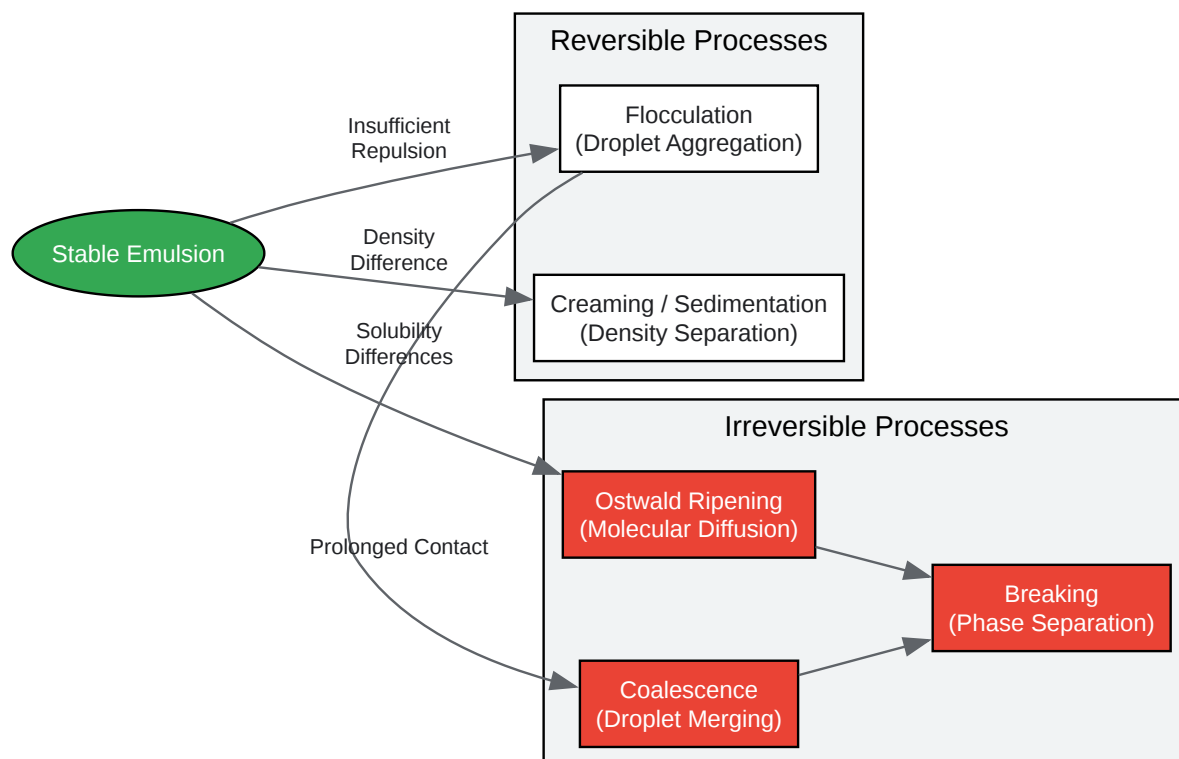 Reversible Processes
Flocculation
(Droplet Aggregation)
Insufficient
Repulsion
Stable Emulsion
Density
Difference
Creaming / Sedimentation
(Density Separation)
Solubility
Differences
Irreversible Processes
Ostwald Ripening
(Molecular Diffusion)
Prolonged Contact
Breaking
(Phase Separation)
Coalescence
(Droplet Merging)